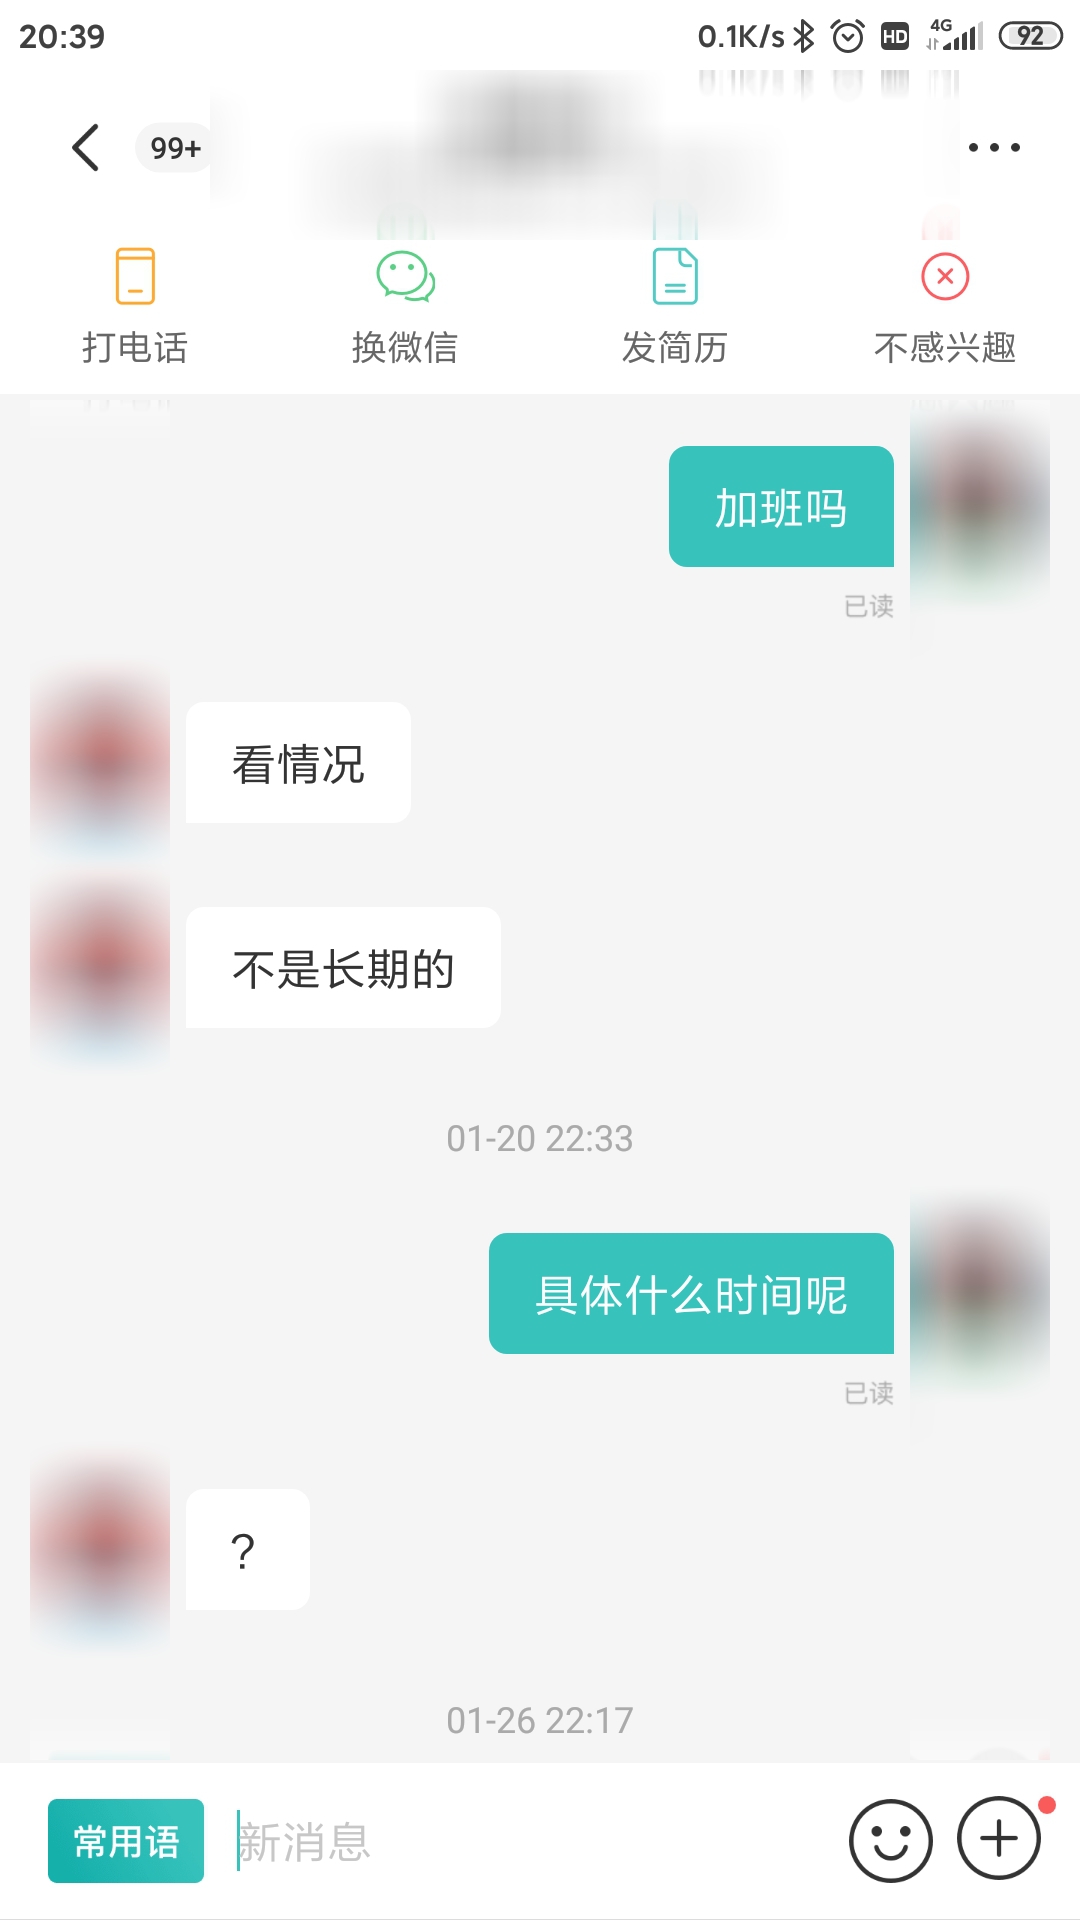 20:39 0.1K/s HD 4G 92
99+
打电话 换微信 发简历 不感兴趣
加班吗
已读
看情况
不是长期的
01-20 22:33
具体什么时间呢
已读
?
01-26 22:17
常用语 新消息